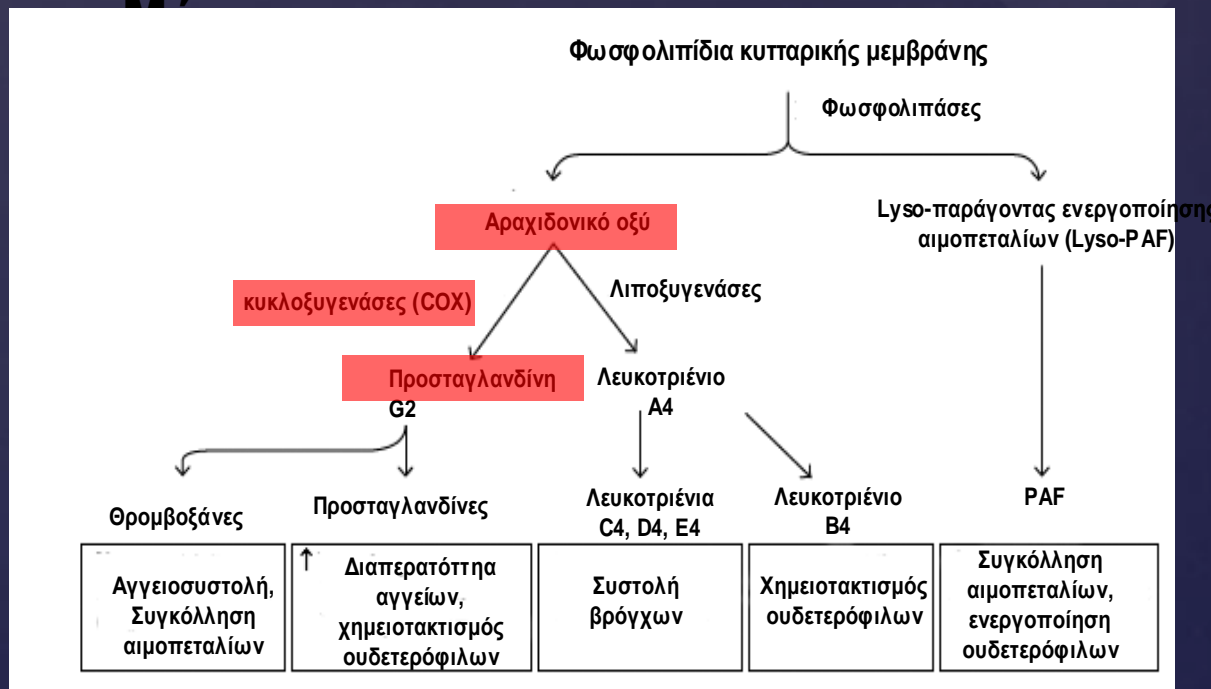 Φωσφολιπίδια κυτταρικής μεμβράνης
Φωσφολιπάσες
Αραχιδονικό οξύ
Lyso-παράγοντας ενεργοποίησης
αιμοπεταλίων (Lyso-PAF)
κυκλοξυγενάσες (COX)
Λιποξυγενάσες
Προσταγλανδίνη
G2
Λευκοτριένιο
A4
Θρομβοξάνες
Προσταγλανδίνες
Λευκοτριένια
C4, D4, E4
Λευκοτριένιο
B4
PAF
Αγγειοσυστολή,
Συγκόλληση
αιμοπεταλίων
↑ Διαπερατόττηα
αγγείων,
χημειοτακτισμός
ουδετερόφιλων
Συστολή
βρόγχων
Χημειοτακτισμός
ουδετερόφιλων
Συγκόλληση
αιμοπεταλίων,
ενεργοποίηση
ουδετερόφιλων